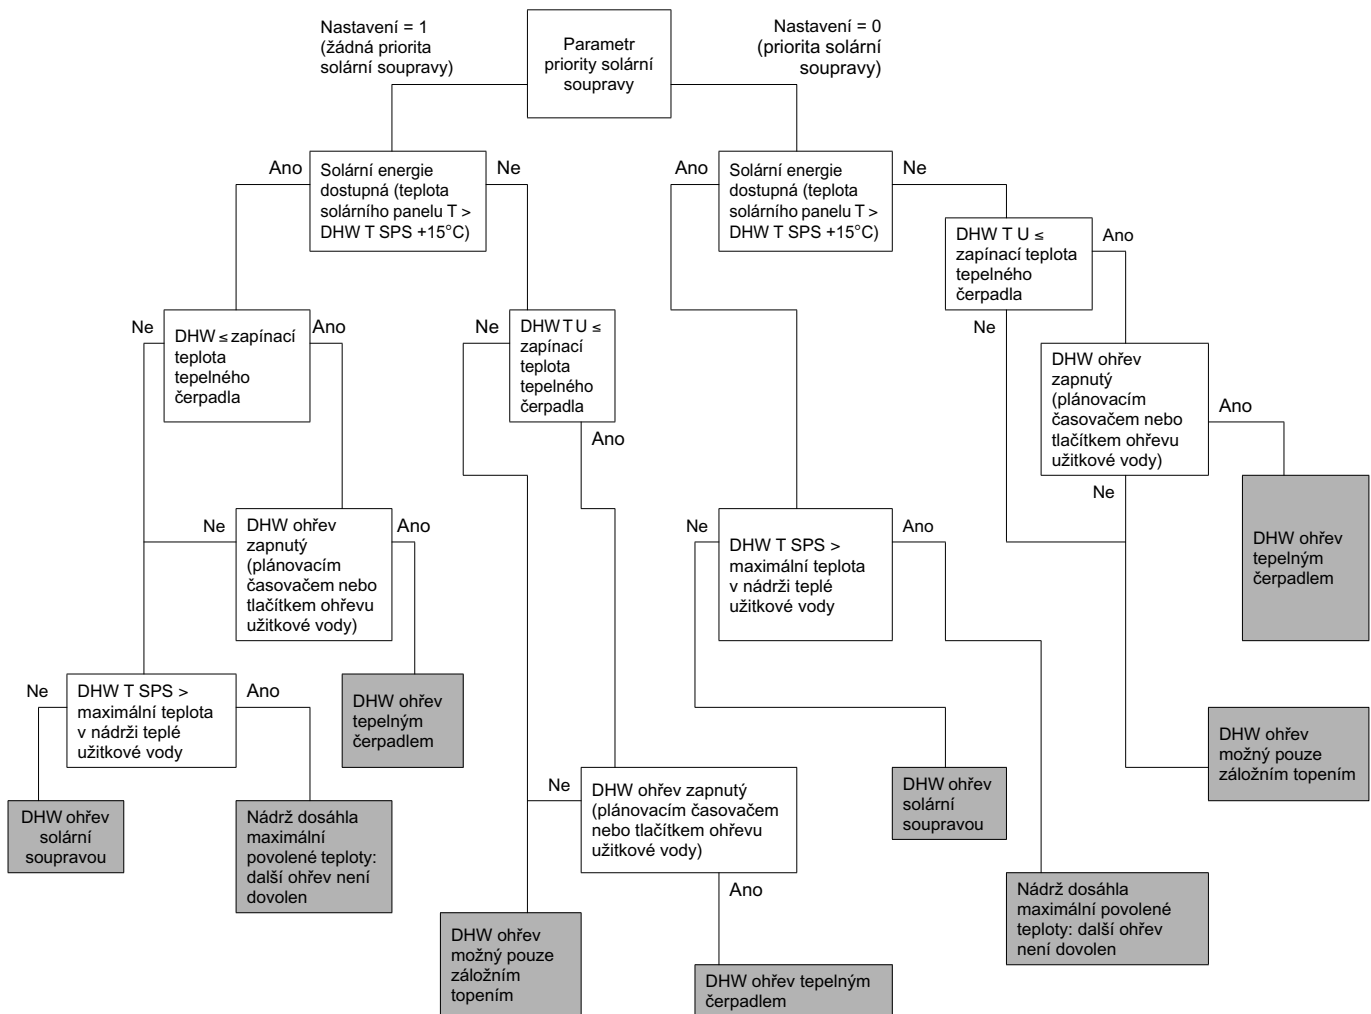 Nastavení = 1
(žádná priorita
solární soupravy)
Parametr
priority solární
soupravy
Nastavení = 0
(priorita solární
soupravy)
Ano
Solární energie
dostupná (teplota
solárního panelu T >
DHW T SPS +15°C)
Ne
Ano
Solární energie
dostupná (teplota
solárního panelu T >
DHW T SPS +15°C)
Ne
DHW T U ≤
zapínací teplota
tepelného
čerpadla
Ano
Ne
Ne
DHW ≤ zapínací
teplota
tepelného
čerpadla
Ano
Ne
DHW T U ≤
zapínací
teplota
tepelného
čerpadla
Ano
DHW ohřev
zapnutý
(plánovacím
časovačem nebo
tlačítkem ohřevu
užitkové vody)
Ano
Ne
Ne
DHW ohřev
zapnutý
(plánovacím
časovačem nebo
tlačítkem ohřevu
užitkové vody)
Ano
Ne
DHW T SPS >
maximální teplota
v nádrži teplé
užitkové vody
Ano
DHW ohřev
tepelným
čerpadlem
Ne
DHW T SPS >
maximální teplota
v nádrži teplé
užitkové vody
Ano
DHW ohřev
tepelným
čerpadlem
DHW ohřev
možný pouze
záložním topením
DHW ohřev
solární
soupravou
Nádrž dosáhla
maximální
povolené teploty:
další ohřev není
dovolen
Ne
DHW ohřev zapnutý
(plánovacím časovačem
nebo tlačítkem ohřevu
užitkové vody)
Ano
DHW ohřev
solární
soupravou
Nádrž dosáhla
maximální povolené
teploty: další ohřev
není dovolen
DHW ohřev
možný pouze
záložním
topením
DHW ohřev tepelným
čerpadlem